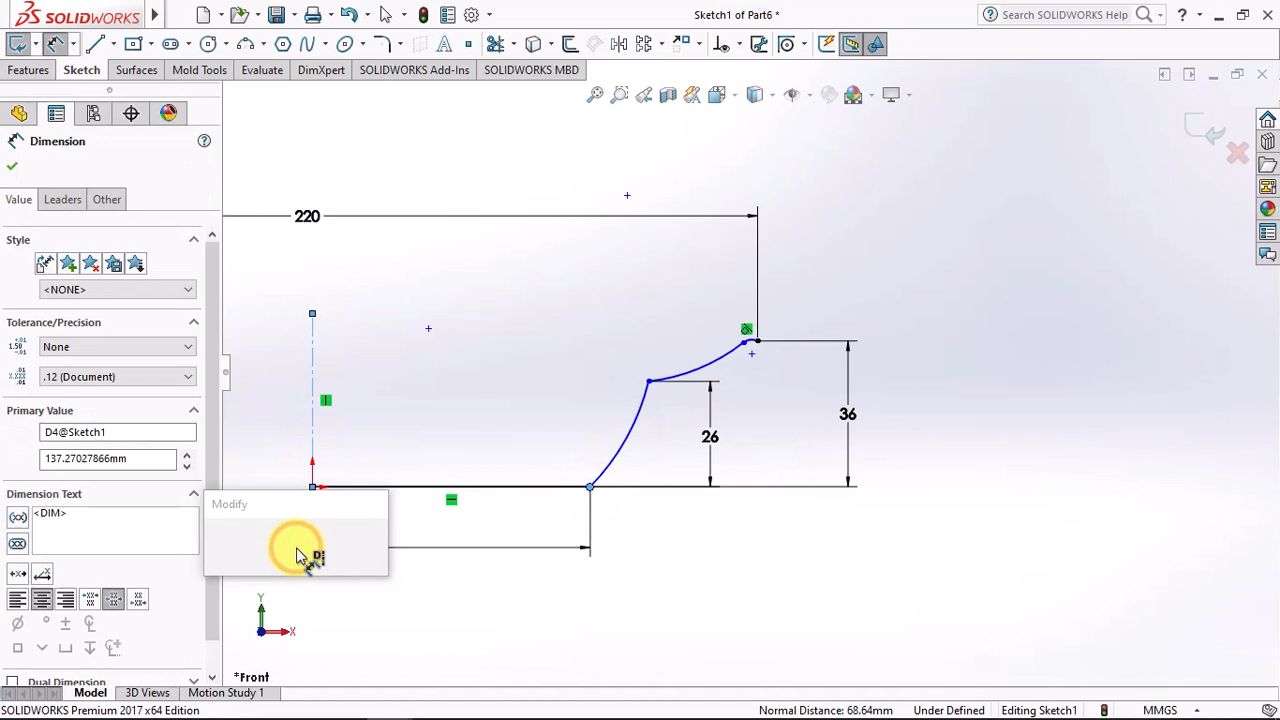 SOLIDWORKS
Sketch1 of Part6 *
Search SOLIDWORKS Help
?
Features
Sketch
Surfaces
Mold Tools
Evaluate
DimXpert
SOLIDWORKS Add-Ins
SOLIDWORKS MBD
Dimension
Value
Leaders
Other
Style
<NONE>
Tolerance/Precision
None
.12 (Document)
Primary Value
D4@Sketch1
137.27027866mm
Dimension Text
<DIM>
Dual Dimension
Modify
220
36
26
Y
X
*Front
Model
3D Views
Motion Study 1
SOLIDWORKS Premium 2017 x64 Edition
Normal Distance: 68.64mm
Under Defined
Editing Sketch1
MMGS